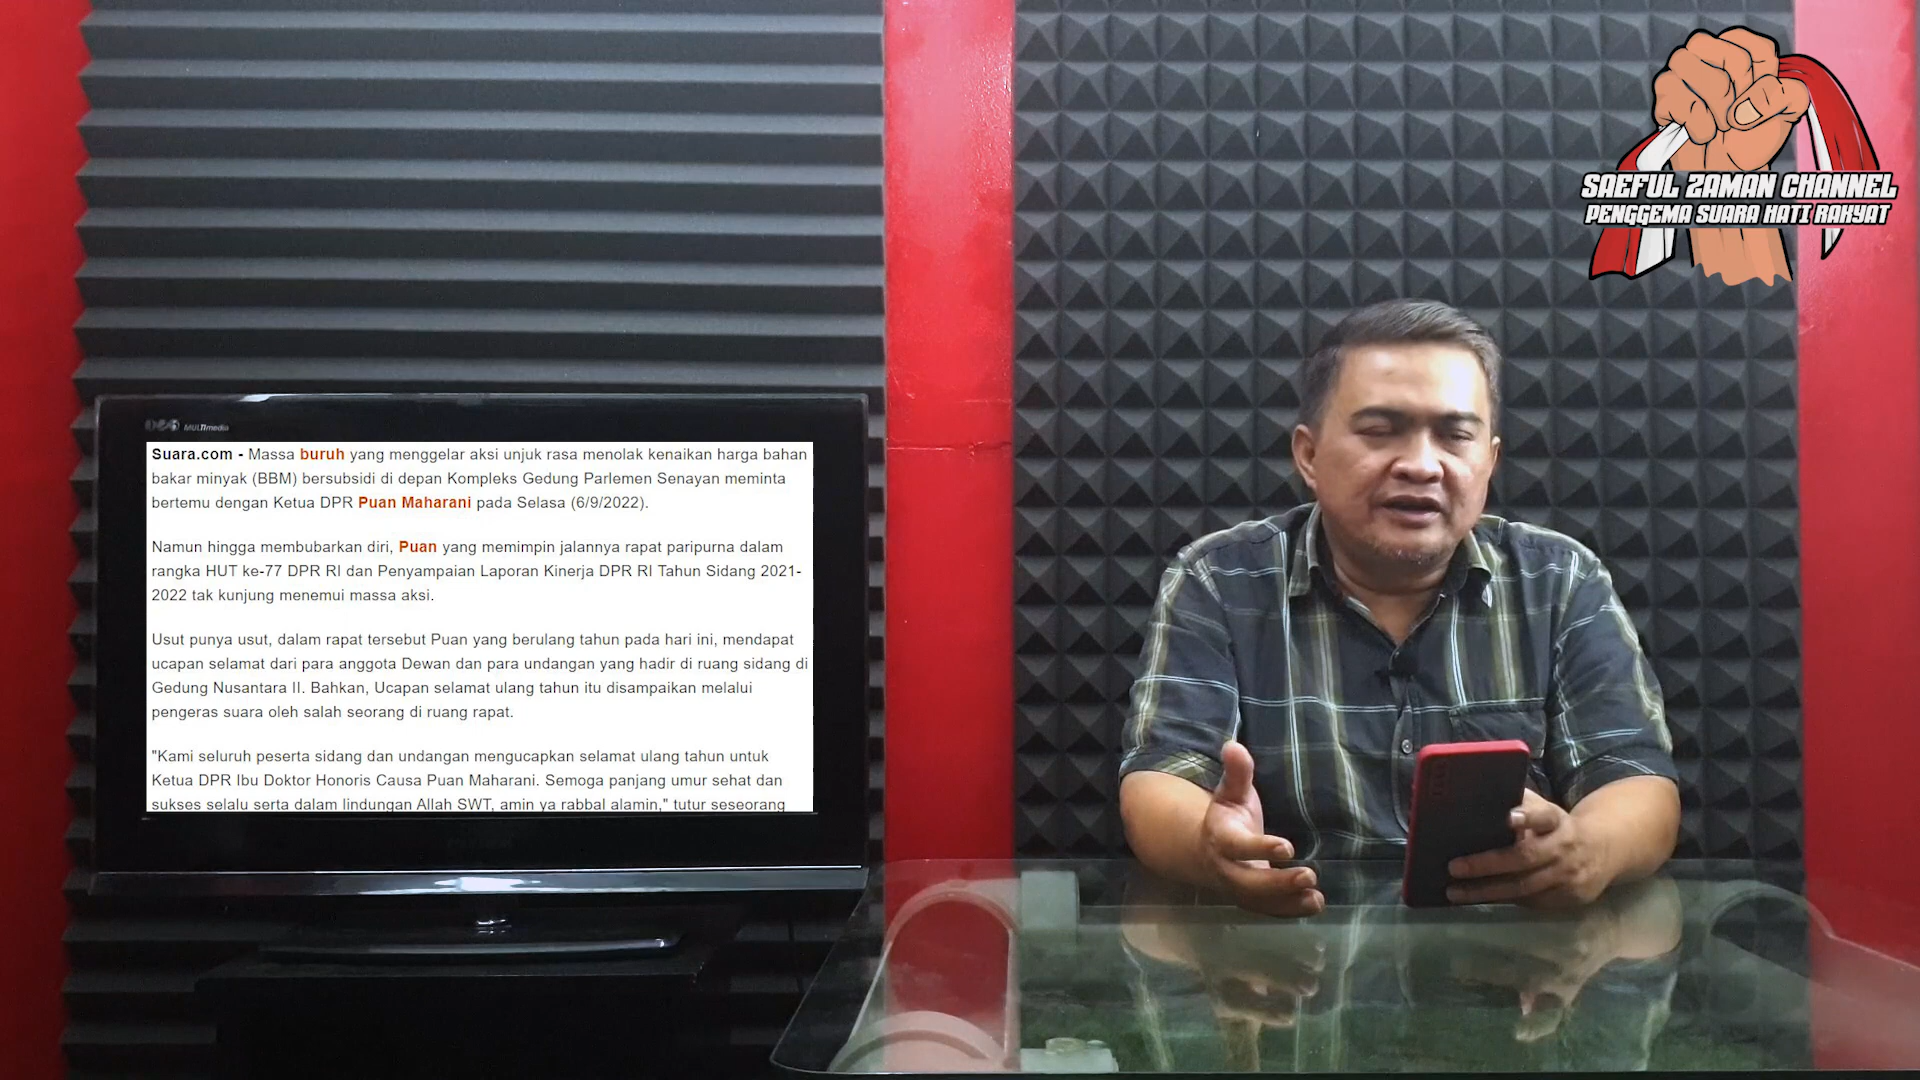 SAEFUL ZAMAN CHANNEL
PENGGEMA SUARA HATI RAKYAT
MULTImedia
Suara.com - Massa buruh yang menggelar aksi unjuk rasa menolak kenaikan harga bahan
bakar minyak (BBM) bersubsidi di depan Kompleks Gedung Parlemen Senayan meminta
bertemu dengan Ketua DPR Puan Maharani pada Selasa (6/9/2022).
Namun hingga membubarkan diri, Puan yang memimpin jalannya rapat paripurna dalam
rangka HUT ke-77 DPR RI dan Penyampaian Laporan Kinerja DPR RI Tahun Sidang 2021-
2022 tak kunjung menemui massa aksi.
Usut punya usut, dalam rapat tersebut Puan yang berulang tahun pada hari ini, mendapat
ucapan selamat dari para anggota Dewan dan para undangan yang hadir di ruang sidang di
Gedung Nusantara II. Bahkan, Ucapan selamat ulang tahun itu disampaikan melalui
pengeras suara oleh salah seorang di ruang rapat.
"Kami seluruh peserta sidang dan undangan mengucapkan selamat ulang tahun untuk
Ketua DPR Ibu Doktor Honoris Causa Puan Maharani. Semoga panjang umur sehat dan
sukses selalu serta dalam lindungan Allah SWT, amin ya rabbal alamin," tutur seseorang